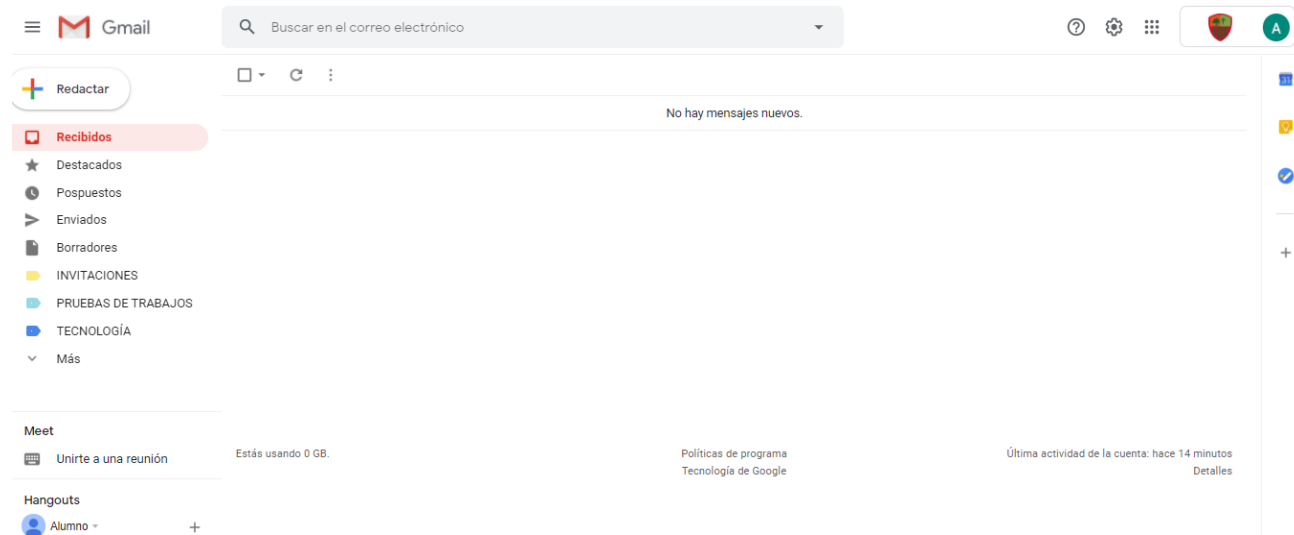 Gmail
Buscar en el correo electrónico
A
Redactar
No hay mensajes nuevos.
Recibidos
Destacados
Pospuestos
Enviados
Borradores
INVITACIONES
PRUEBAS DE TRABAJOS
TECNOLOGÍA
Más
Meet
Unirte a una reunión
Hangouts
Alumno
Estás usando 0 GB.
Políticas de programa
Tecnología de Google
Última actividad de la cuenta: hace 14 minutos
Detalles
31